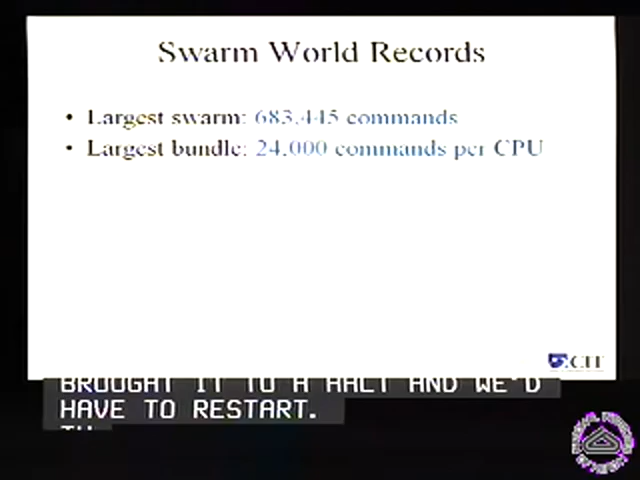 Swarm World Records
• Largest swarm: 683,445 commands
• Largest bundle: 24,000 commands per CPU
CIT
BROUGHT IT TO A HALT AND WE'D
HAVE TO RESTART.